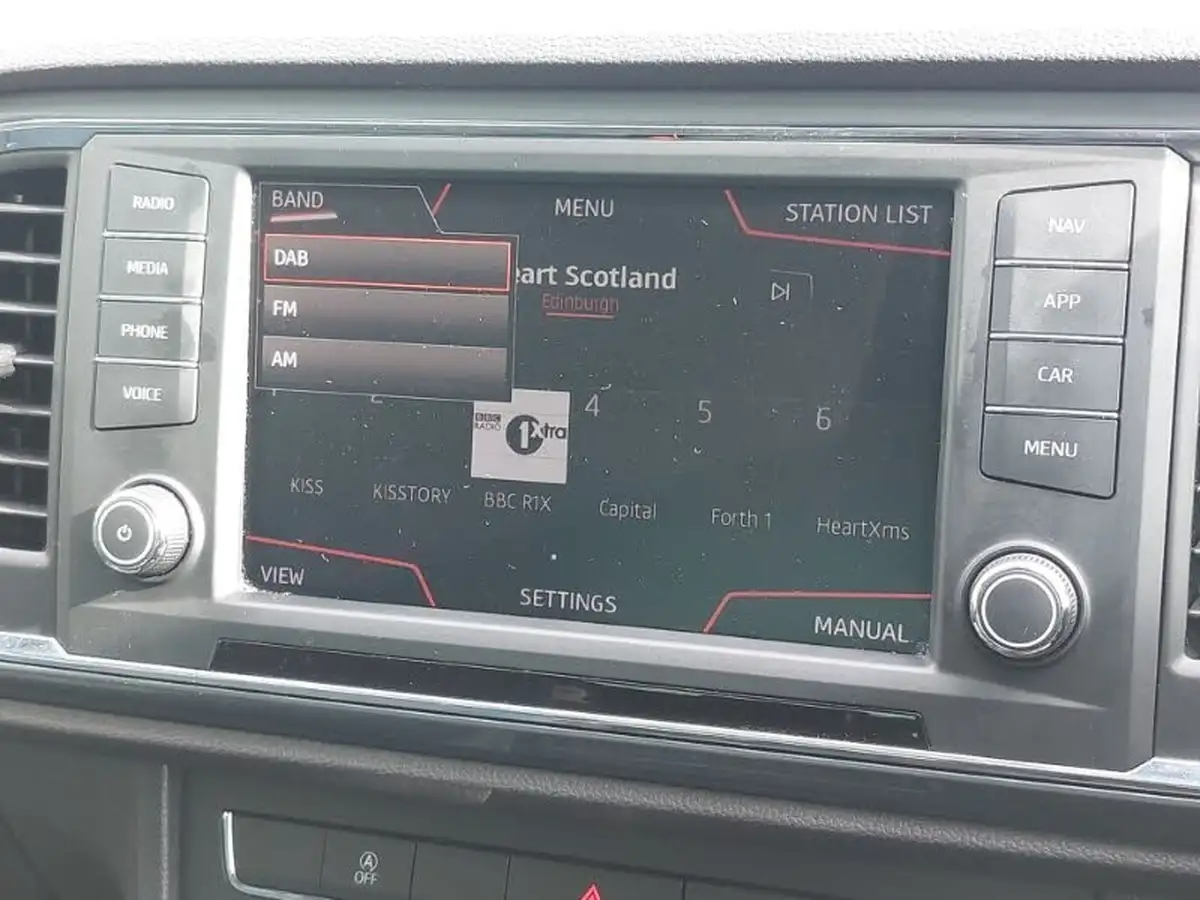 RADIO
MEDIA
PHONE
VOICE
BAND
MENU
STATION LIST
DAB
FM
AM
eart Scotland
Edinburgh
4
5
6
BBC
RADIO
1Xtra
KISS
KISSTORY
BBC R1X
Capital
Forth 1
HeartXms
VIEW
SETTINGS
MANUAL
NAV
APP
CAR
MENU
A
OFF